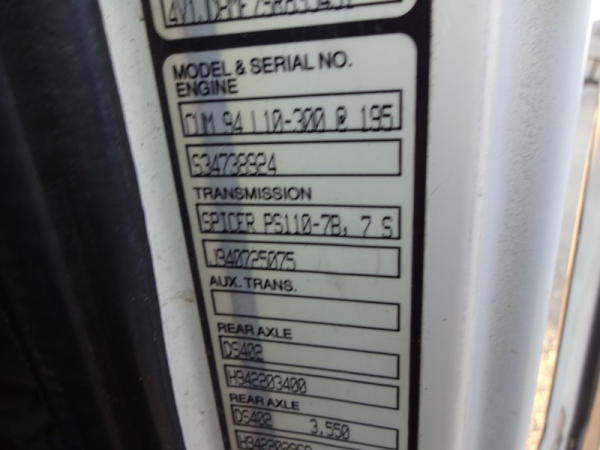 MODEL & SERIAL NO.
ENGINE
CUM 94 L10-300 @ 195
S34738924
TRANSMISSION
SPICER PS110-7B, 7 S
J940725075
AUX. TRANS.
REAR AXLE
DS402
H942203400
REAR AXLE
DS402 3.550